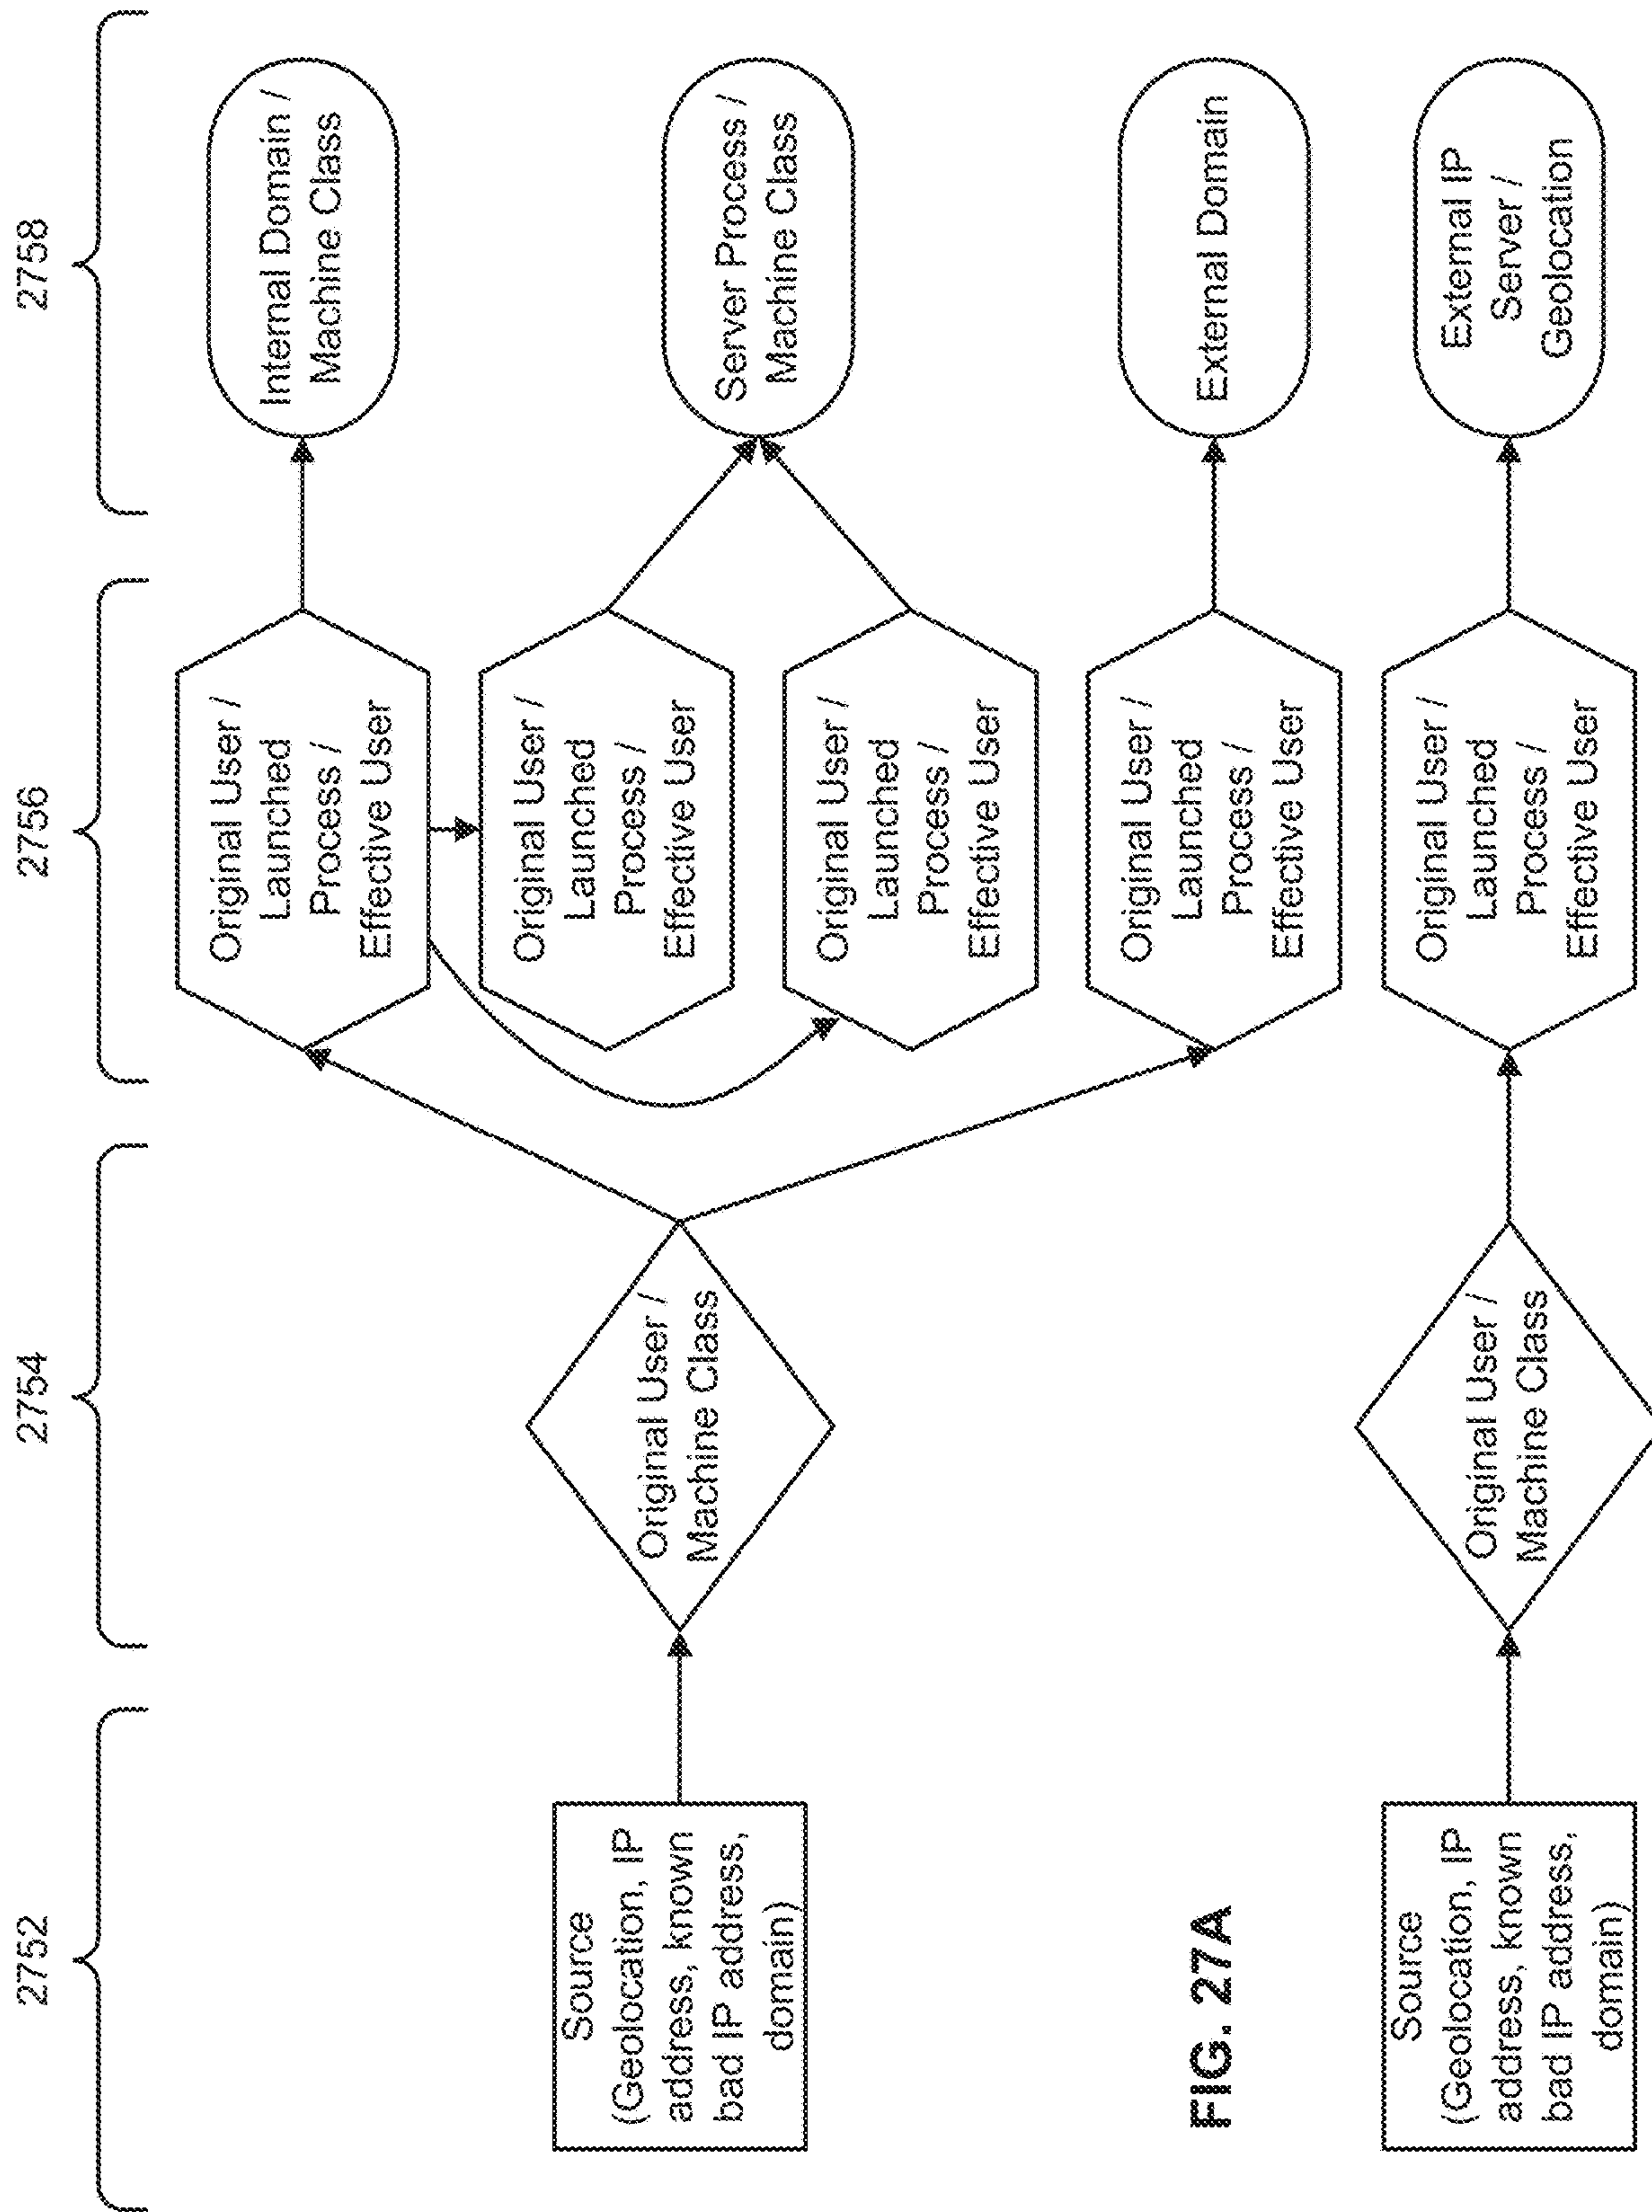 2752
2754
2756
2758
Source
(Geolocation, IP
address, known
bad IP address,
domain)
Original User /
Machine Class
Original User /
Launched
Process /
Effective User
Internal Domain /
Machine Class
Original User /
Launched
Process /
Effective User
Original User /
Launched
Process /
Effective User
Server Process /
Machine Class
Original User /
Launched
Process /
Effective User
External Domain
FIG. 27A
Source
(Geolocation, IP
address, known
bad IP address,
domain)
Original User /
Machine Class
Original User /
Launched
Process /
Effective User
External IP
Server /
Geolocation